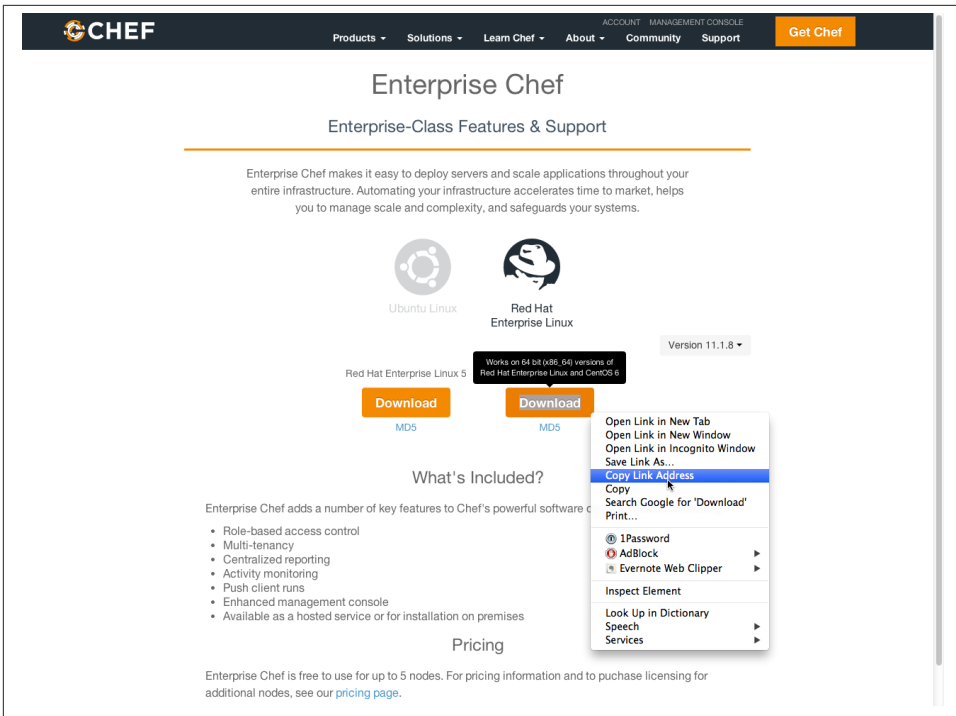 CHEF
ACCOUNT MANAGEMENT CONSOLE
Products Solutions Learn Chef About Community Support
Get Chef
Enterprise Chef
Enterprise-Class Features & Support
Enterprise Chef makes it easy to deploy servers and scale applications throughout your
entire infrastructure. Automating your infrastructure accelerates time to market, helps
you to manage scale and complexity, and safeguards your systems.
Ubuntu Linux
Red Hat
Enterprise Linux
Version 11.1.8
Works on 64 bit (x86_64) versions of
Red Hat Enterprise Linux and CentOS 6
Red Hat Enterprise Linux 5
Download
Download
MD5
MD5
Open Link in New Tab
Open Link in New Window
Open Link in Incognito Window
Save Link As...
Copy Link Address
Copy
Search Google for 'Download'
Print...
1Password
AdBlock
Evernote Web Clipper
Inspect Element
Look Up in Dictionary
Speech
Services
What's Included?
Enterprise Chef adds a number of key features to Chef's powerful software
• Role-based access control
• Multi-tenancy
• Centralized reporting
• Activity monitoring
• Push client runs
• Enhanced management console
• Available as a hosted service or for installation on premises
Pricing
Enterprise Chef is free to use for up to 5 nodes. For pricing information and to puchase licensing for
additional nodes, see our pricing page.